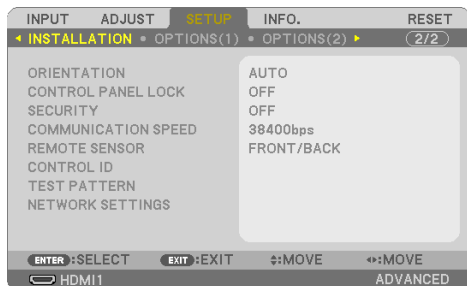 INPUT ADJUST SETUP INFO. RESET
INSTALLATION • OPTIONS(1) • OPTIONS(2) 2/2
ORIENTATION AUTO
CONTROL PANEL LOCK OFF
SECURITY OFF
COMMUNICATION SPEED 38400bps
REMOTE SENSOR FRONT/BACK
CONTROL ID
TEST PATTERN
NETWORK SETTINGS
ENTER:SELECT EXIT:EXIT :MOVE :MOVE
HDMI1 ADVANCED